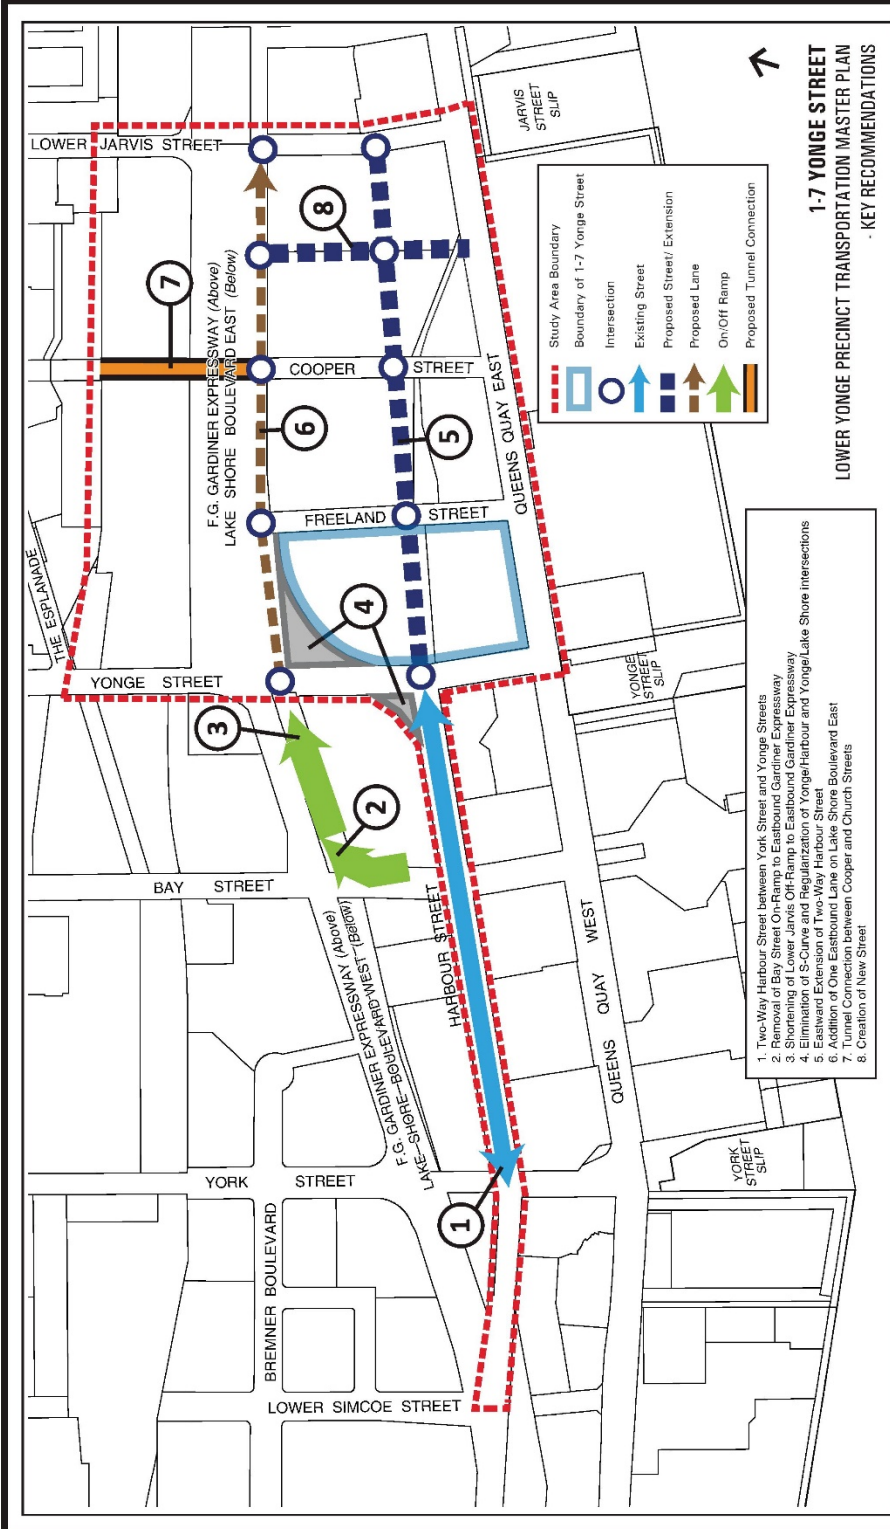 LOWER JARVIS STREET
THE ESPLANADE
YONGE STREET
BAY STREET
YORK STREET
BREMNER BOULEVARD
LOWER SIMCOE STREET
F.G. GARDINER EXPRESSWAY (Above)
LAKE SHORE BOULEVARD EAST (Below)
COOPER STREET
FREELAND STREET
QUEENS QUAY EAST
F.G. GARDINER EXPRESSWAY (Above)
LAKE SHORE BOULEVARD WEST (Below)
HARBOUR STREET
QUEENS QUAY WEST
JARVIS
STREET
SLIP
YONGE
STREET
SLIP
YORK
STREET
SLIP
1
2
3
4
5
6
7
8
Study Area Boundary
Boundary of 1-7 Yonge Street
Intersection
Existing Street
Proposed Street/ Extension
Proposed Lane
On/Off Ramp
Proposed Tunnel Connection
1. Two-Way Harbour Street between York Street and Yonge Streets
2. Removal of Bay Street On-Ramp to Eastbound Gardiner Expressway
3. Shortening of Lower Jarvis Off-Ramp to Eastbound Gardiner Expressway
4. Elimination of S-Curve and Regularization of Yonge/Harbour and Yonge/Lake Shore Intersections
5. Eastward Extension of Two-Way Harbour Street
6. Addition of One Eastbound Lane on Lake Shore Boulevard East
7. Tunnel Connection between Cooper and Church Streets
8. Creation of New Street
1-7 YONGE STREET
LOWER YONGE PRECINCT TRANSPORTATION MASTER PLAN
- KEY RECOMMENDATIONS